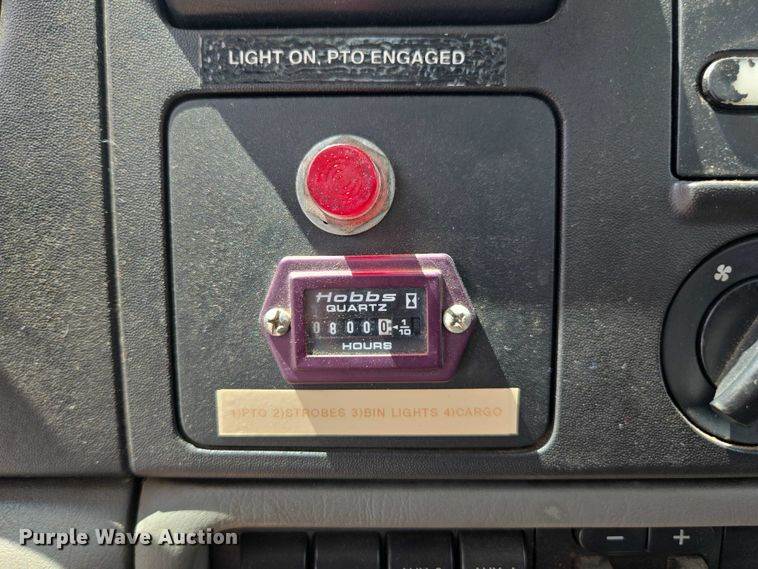 LIGHT ON, PTO ENGAGED
Hobbs
QUARTZ
08000 1/10
HOURS
1)PTO 2)STROBES 3)BIN LIGHTS 4)CARGO
Purple Wave Auction®